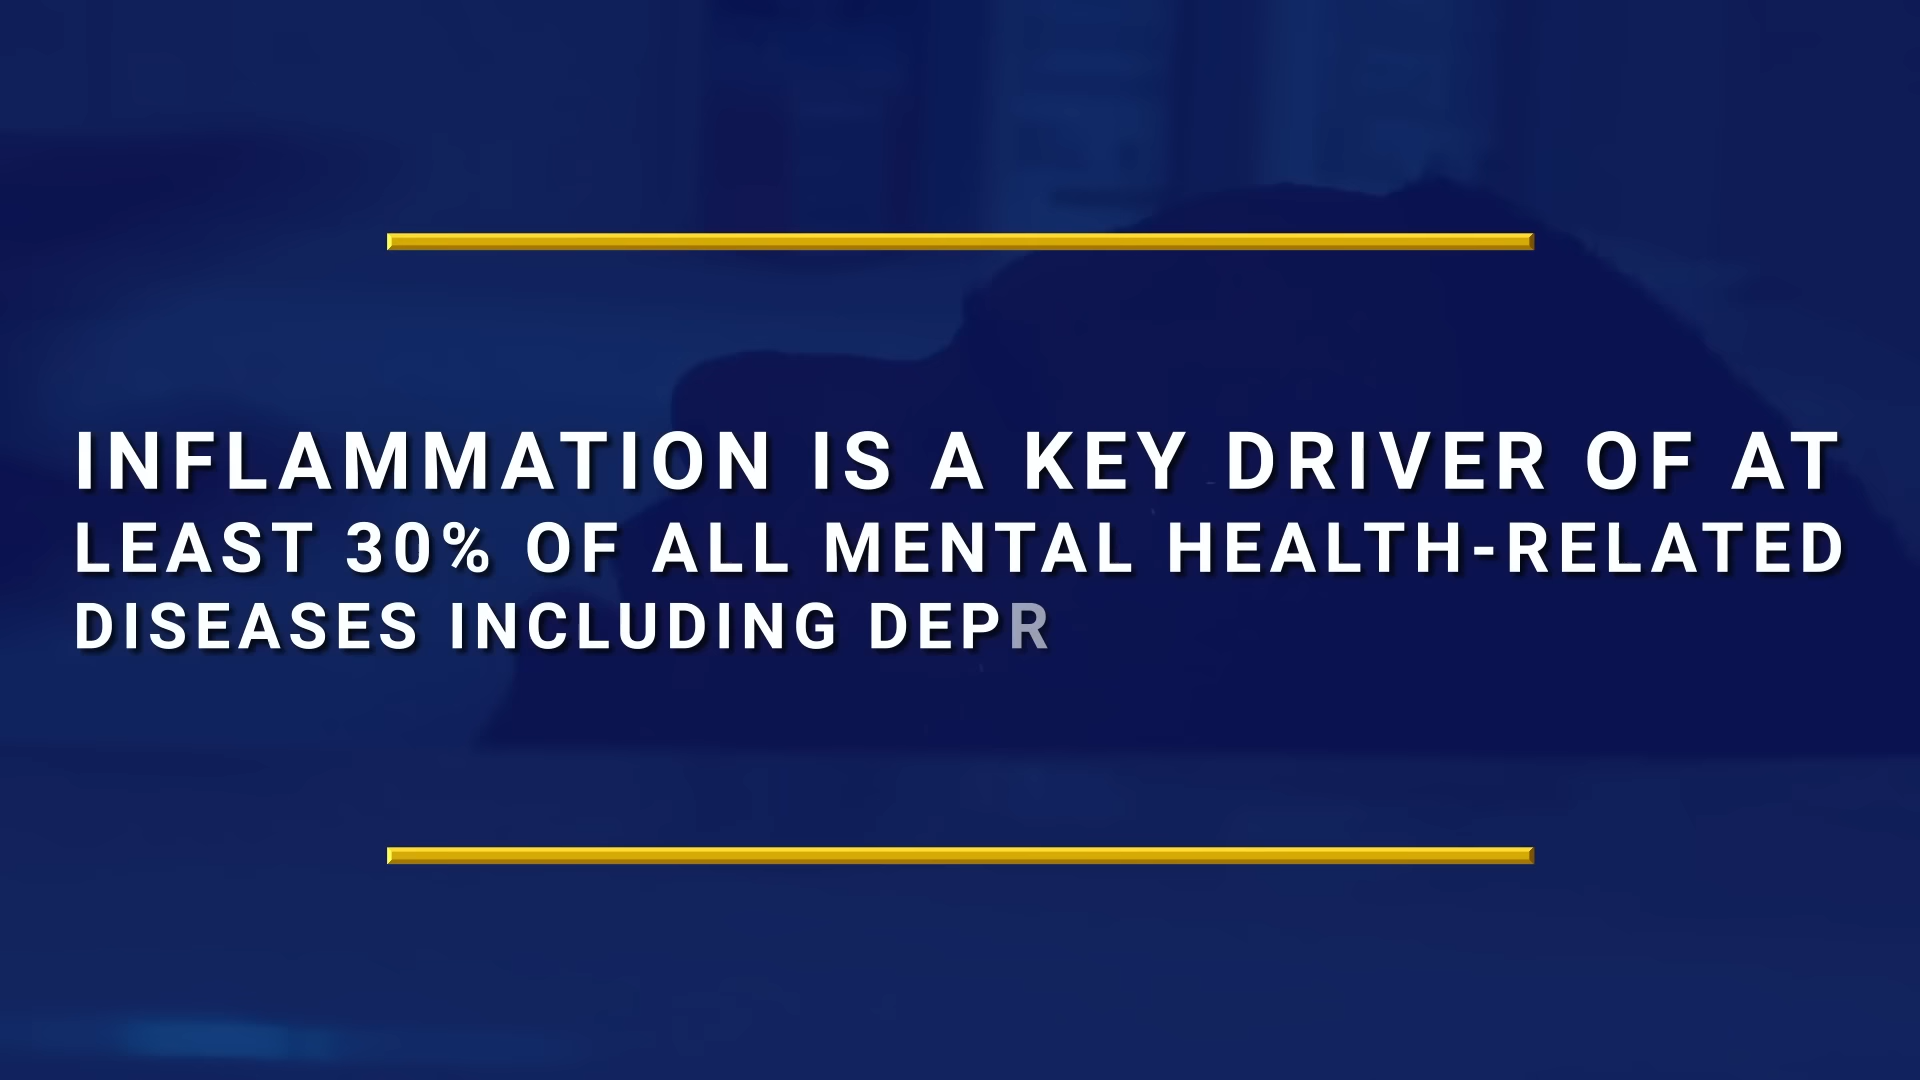 INFLAMMATION IS A KEY DRIVER OF AT
LEAST 30% OF ALL MENTAL HEALTH-RELATED
DISEASES INCLUDING DEPR